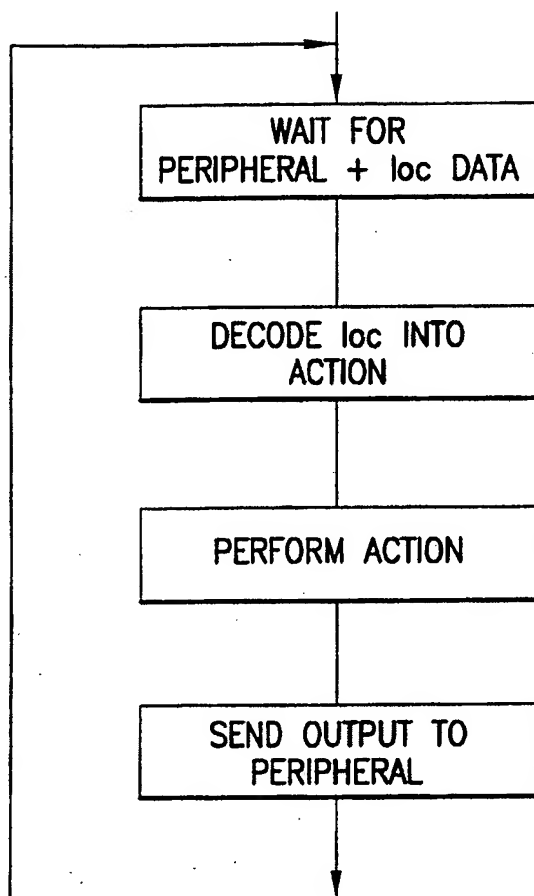 WAIT FOR
PERIPHERAL + loc DATA
DECODE loc INTO
ACTION
PERFORM ACTION
SEND OUTPUT TO
PERIPHERAL